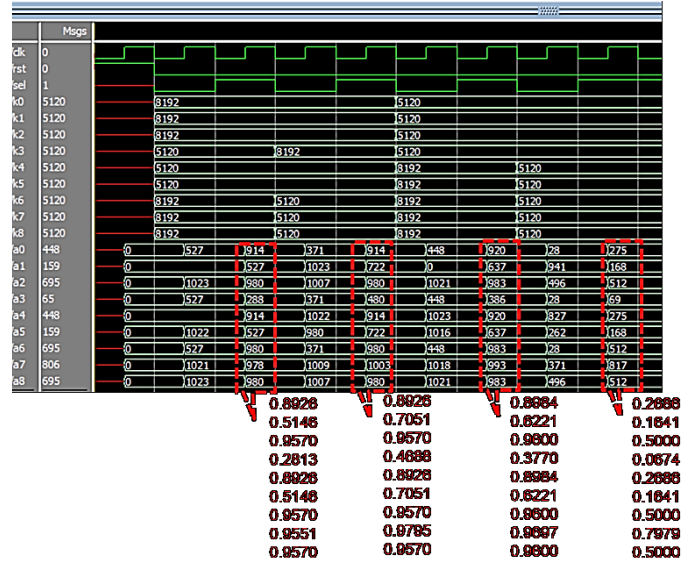 Msgs
/clk 0
/rst 0
/sel 1
/k0 5120 8192 5120
/k1 5120 8192 5120
/k2 5120 8192 5120
/k3 5120 5120 8192 5120
/k4 5120 5120 8192 5120
/k5 5120 5120 8192 5120
/k6 5120 8192 5120 8192 5120
/k7 5120 8192 5120 8192 5120
/k8 5120 8192 5120 8192 5120
/a0 448 0 527 914 371 914 448 920 28 275
/a1 159 0 527 1023 722 0 637 941 168
/a2 695 0 1023 980 1007 980 1021 983 496 512
/a3 65 0 527 288 371 480 448 386 28 69
/a4 448 0 914 1022 914 1023 920 827 275
/a5 159 0 1022 527 980 722 1016 637 262 168
/a6 695 0 527 980 371 980 448 983 28 512
/a7 806 0 1021 978 1009 1003 1018 993 371 817
/a8 695 0 1023 980 1007 980 1021 983 496 512
0.8926 0.8926 0.8984 0.2686
0.5146 0.7051 0.6221 0.1641
0.9570 0.9570 0.9600 0.5000
0.2813 0.4688 0.3770 0.0674
0.8926 0.8926 0.8984 0.2686
0.5146 0.7051 0.6221 0.1641
0.9570 0.9570 0.9600 0.5000
0.9551 0.9795 0.9697 0.7979
0.9570 0.9570 0.9600 0.5000